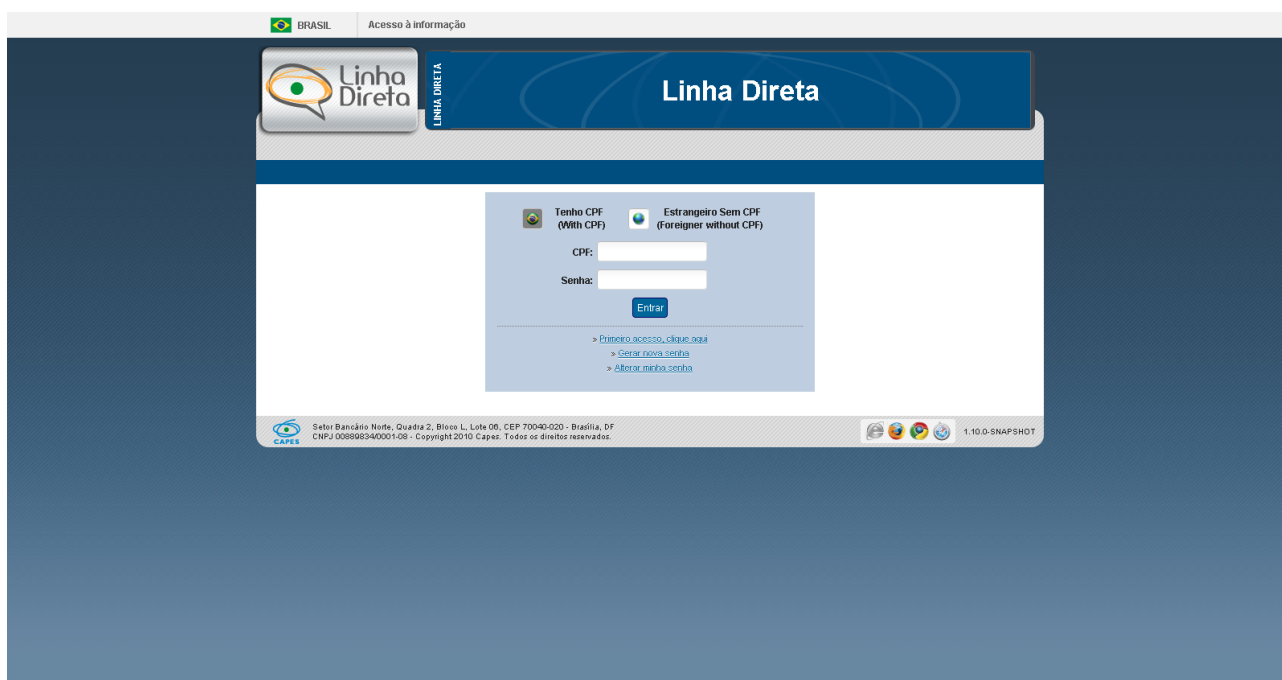 BRASIL
Acesso à informação
Linha
Direta
LINHA DIRETA
Linha Direta
Tenho CPF
(With CPF)
Estrangeiro Sem CPF
(Foreigner without CPF)
CPF:
Senha:
Entrar
» Primeiro acesso, clique aqui
» Gerar nova senha
» Alterar minha senha
CAPES
Setor Bancário Norte, Quadra 2, Bloco L, Lote 06, CEP 70040-020 - Brasília, DF
CNPJ 00889834/0001-08 - Copyright 2010 Capes. Todos os direitos reservados.
1.10.0-SNAPSHOT